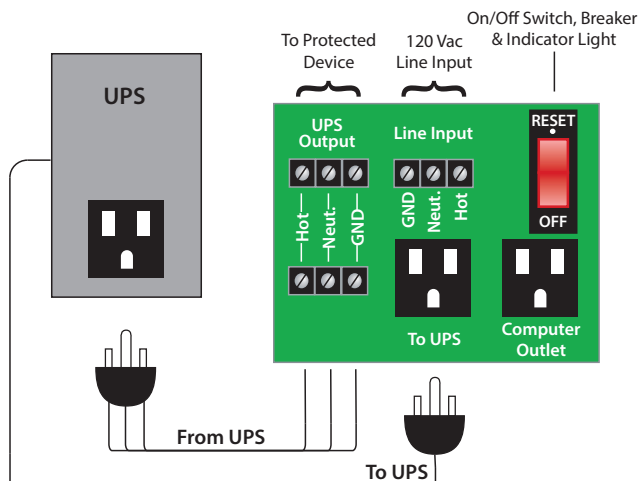 To Protected
Device
120 Vac
Line Input
On/Off Switch, Breaker
& Indicator Light
UPS
UPS
Output
Line Input
RESET
OFF
Hot
Neut.
GND
GND
Neut.
Hot
To UPS
Computer
Outlet
From UPS
To UPS